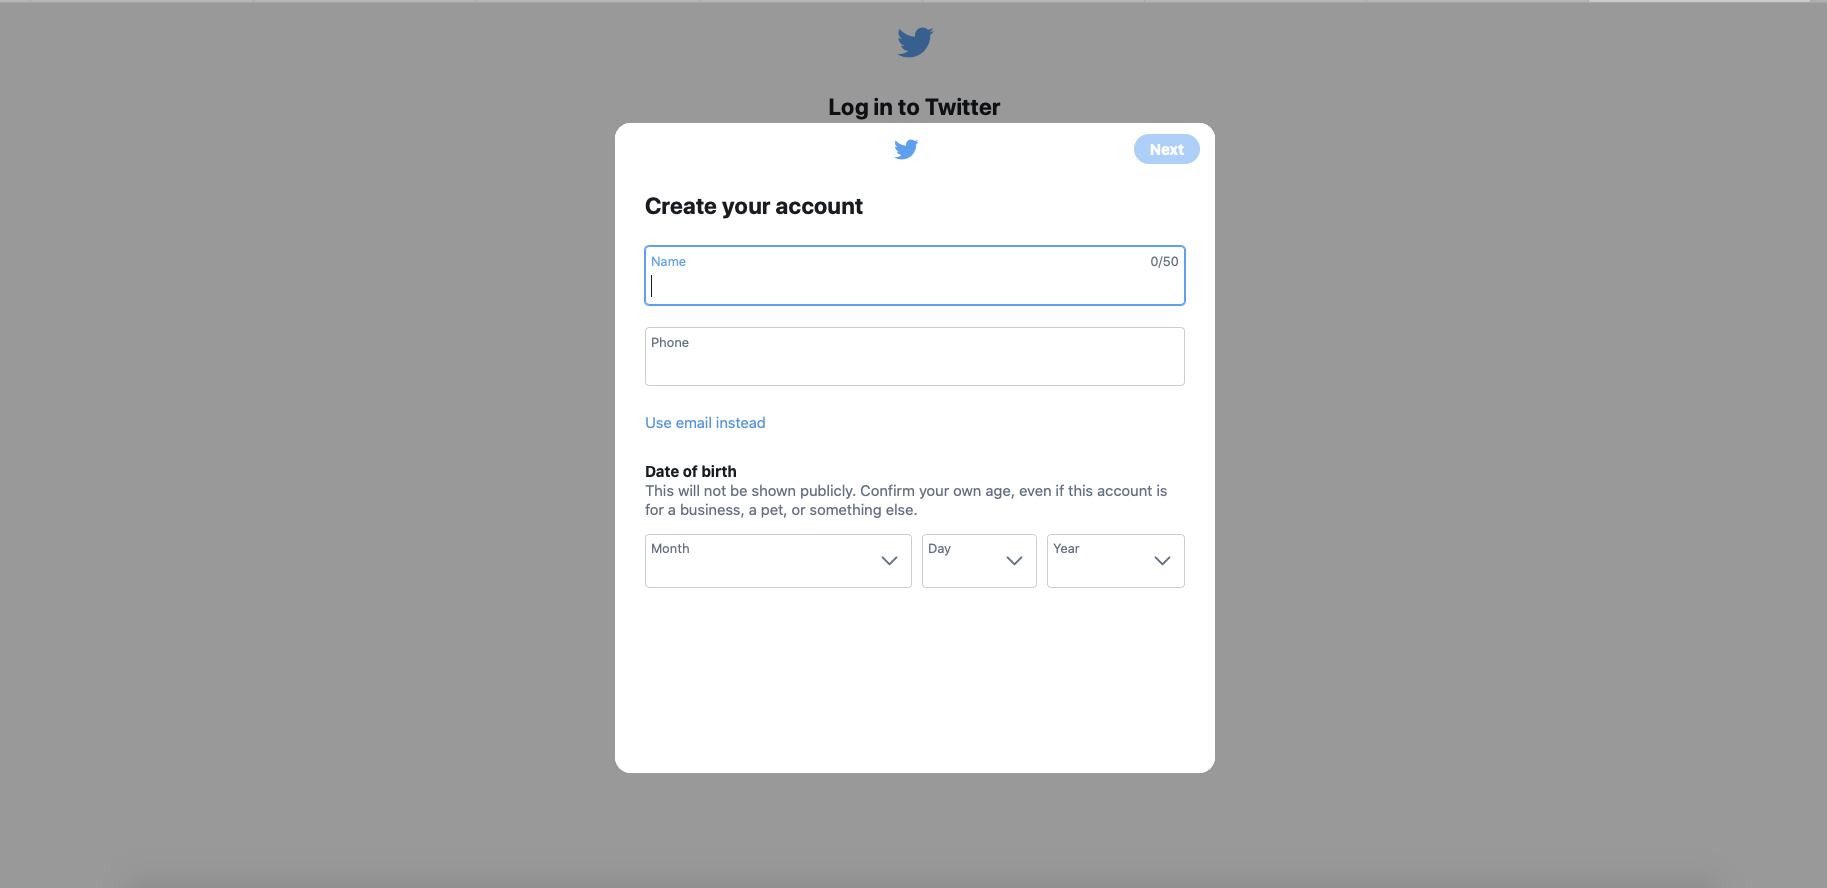 Log in to Twitter
Next
Create your account
Name 0/50
Phone
Use email instead
Date of birth
This will not be shown publicly. Confirm your own age, even if this account is
for a business, a pet, or something else.
Month Day Year